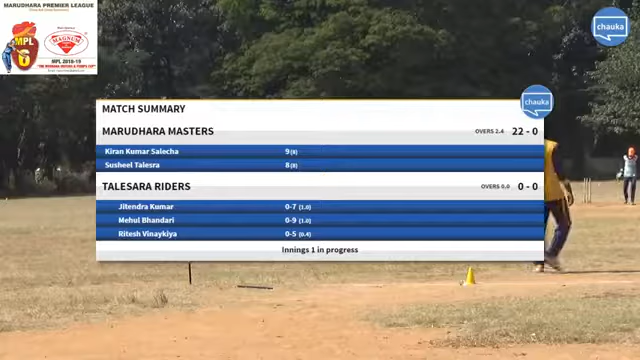 MARUDHARA PREMIER LEAGUE
MPL
MAGNUM
MPL 2018-19
chauka
chauka
MATCH SUMMARY
MARUDHARA MASTERS OVERS 2.4 22 - 0
Kiran Kumar Salecha 9 (8)
Susheel Talesra 8 (8)
TALESARA RIDERS OVERS 0.0 0 - 0
Jitendra Kumar 0-7 (1.0)
Mehul Bhandari 0-9 (1.0)
Ritesh Vinaykiya 0-5 (0.4)
Innings 1 in progress